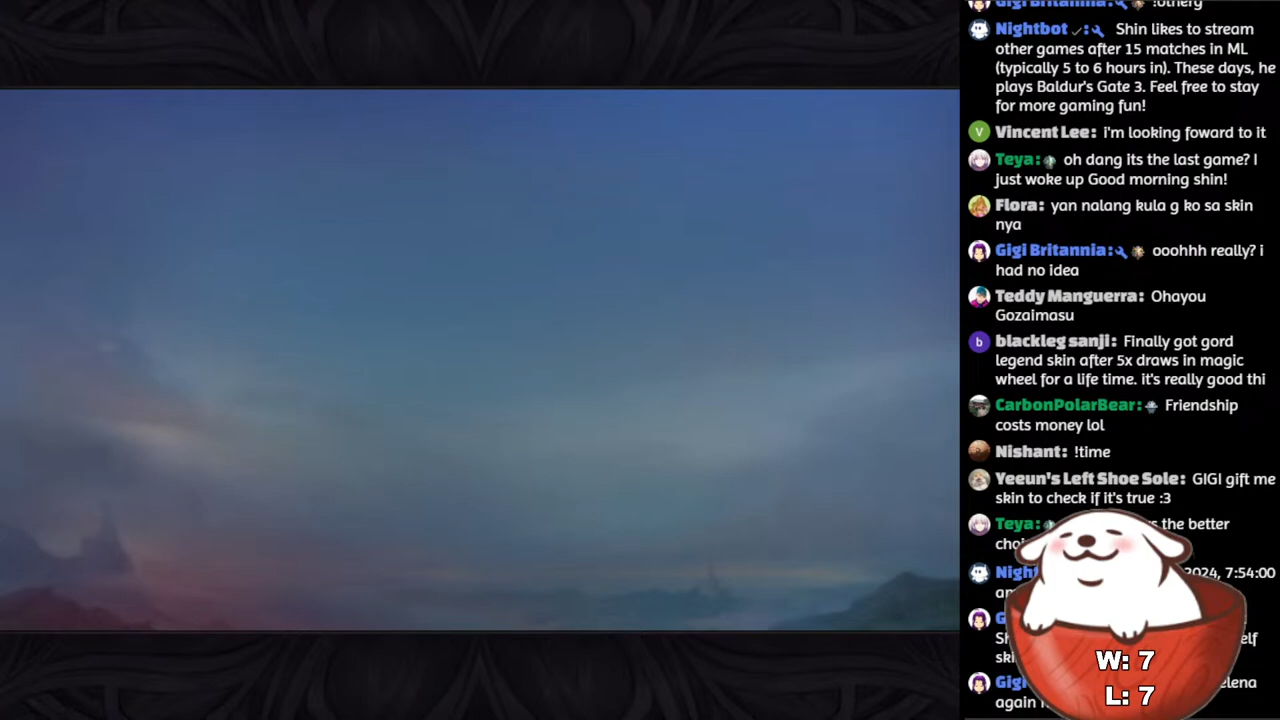 Gigi Britannia: !otherg
Nightbot : Shin likes to stream
other games after 15 matches in ML
(typically 5 to 6 hours in). These days, he
plays Baldur's Gate 3. Feel free to stay
for more gaming fun!
V Vincent Lee: i'm looking foward to it
Teya: oh dang its the last game? I
just woke up Good morning shin!
Flora: yan nalang kula g ko sa skin
nya
Gigi Britannia: ooohhh really? i
had no idea
Teddy Manguerra: Ohayou
Gozaimasu
b blackleg sanji: Finally got gord
legend skin after 5x draws in magic
wheel for a life time. it's really good thi
CarbonPolarBear: Friendship
costs money lol
Nishant: !time
Yeeun's Left Shoe Sole: GIGI gift me
skin to check if it's true :3
Teya: the better
2024, 7:54:00
Gigi
again
W: 7
L: 7